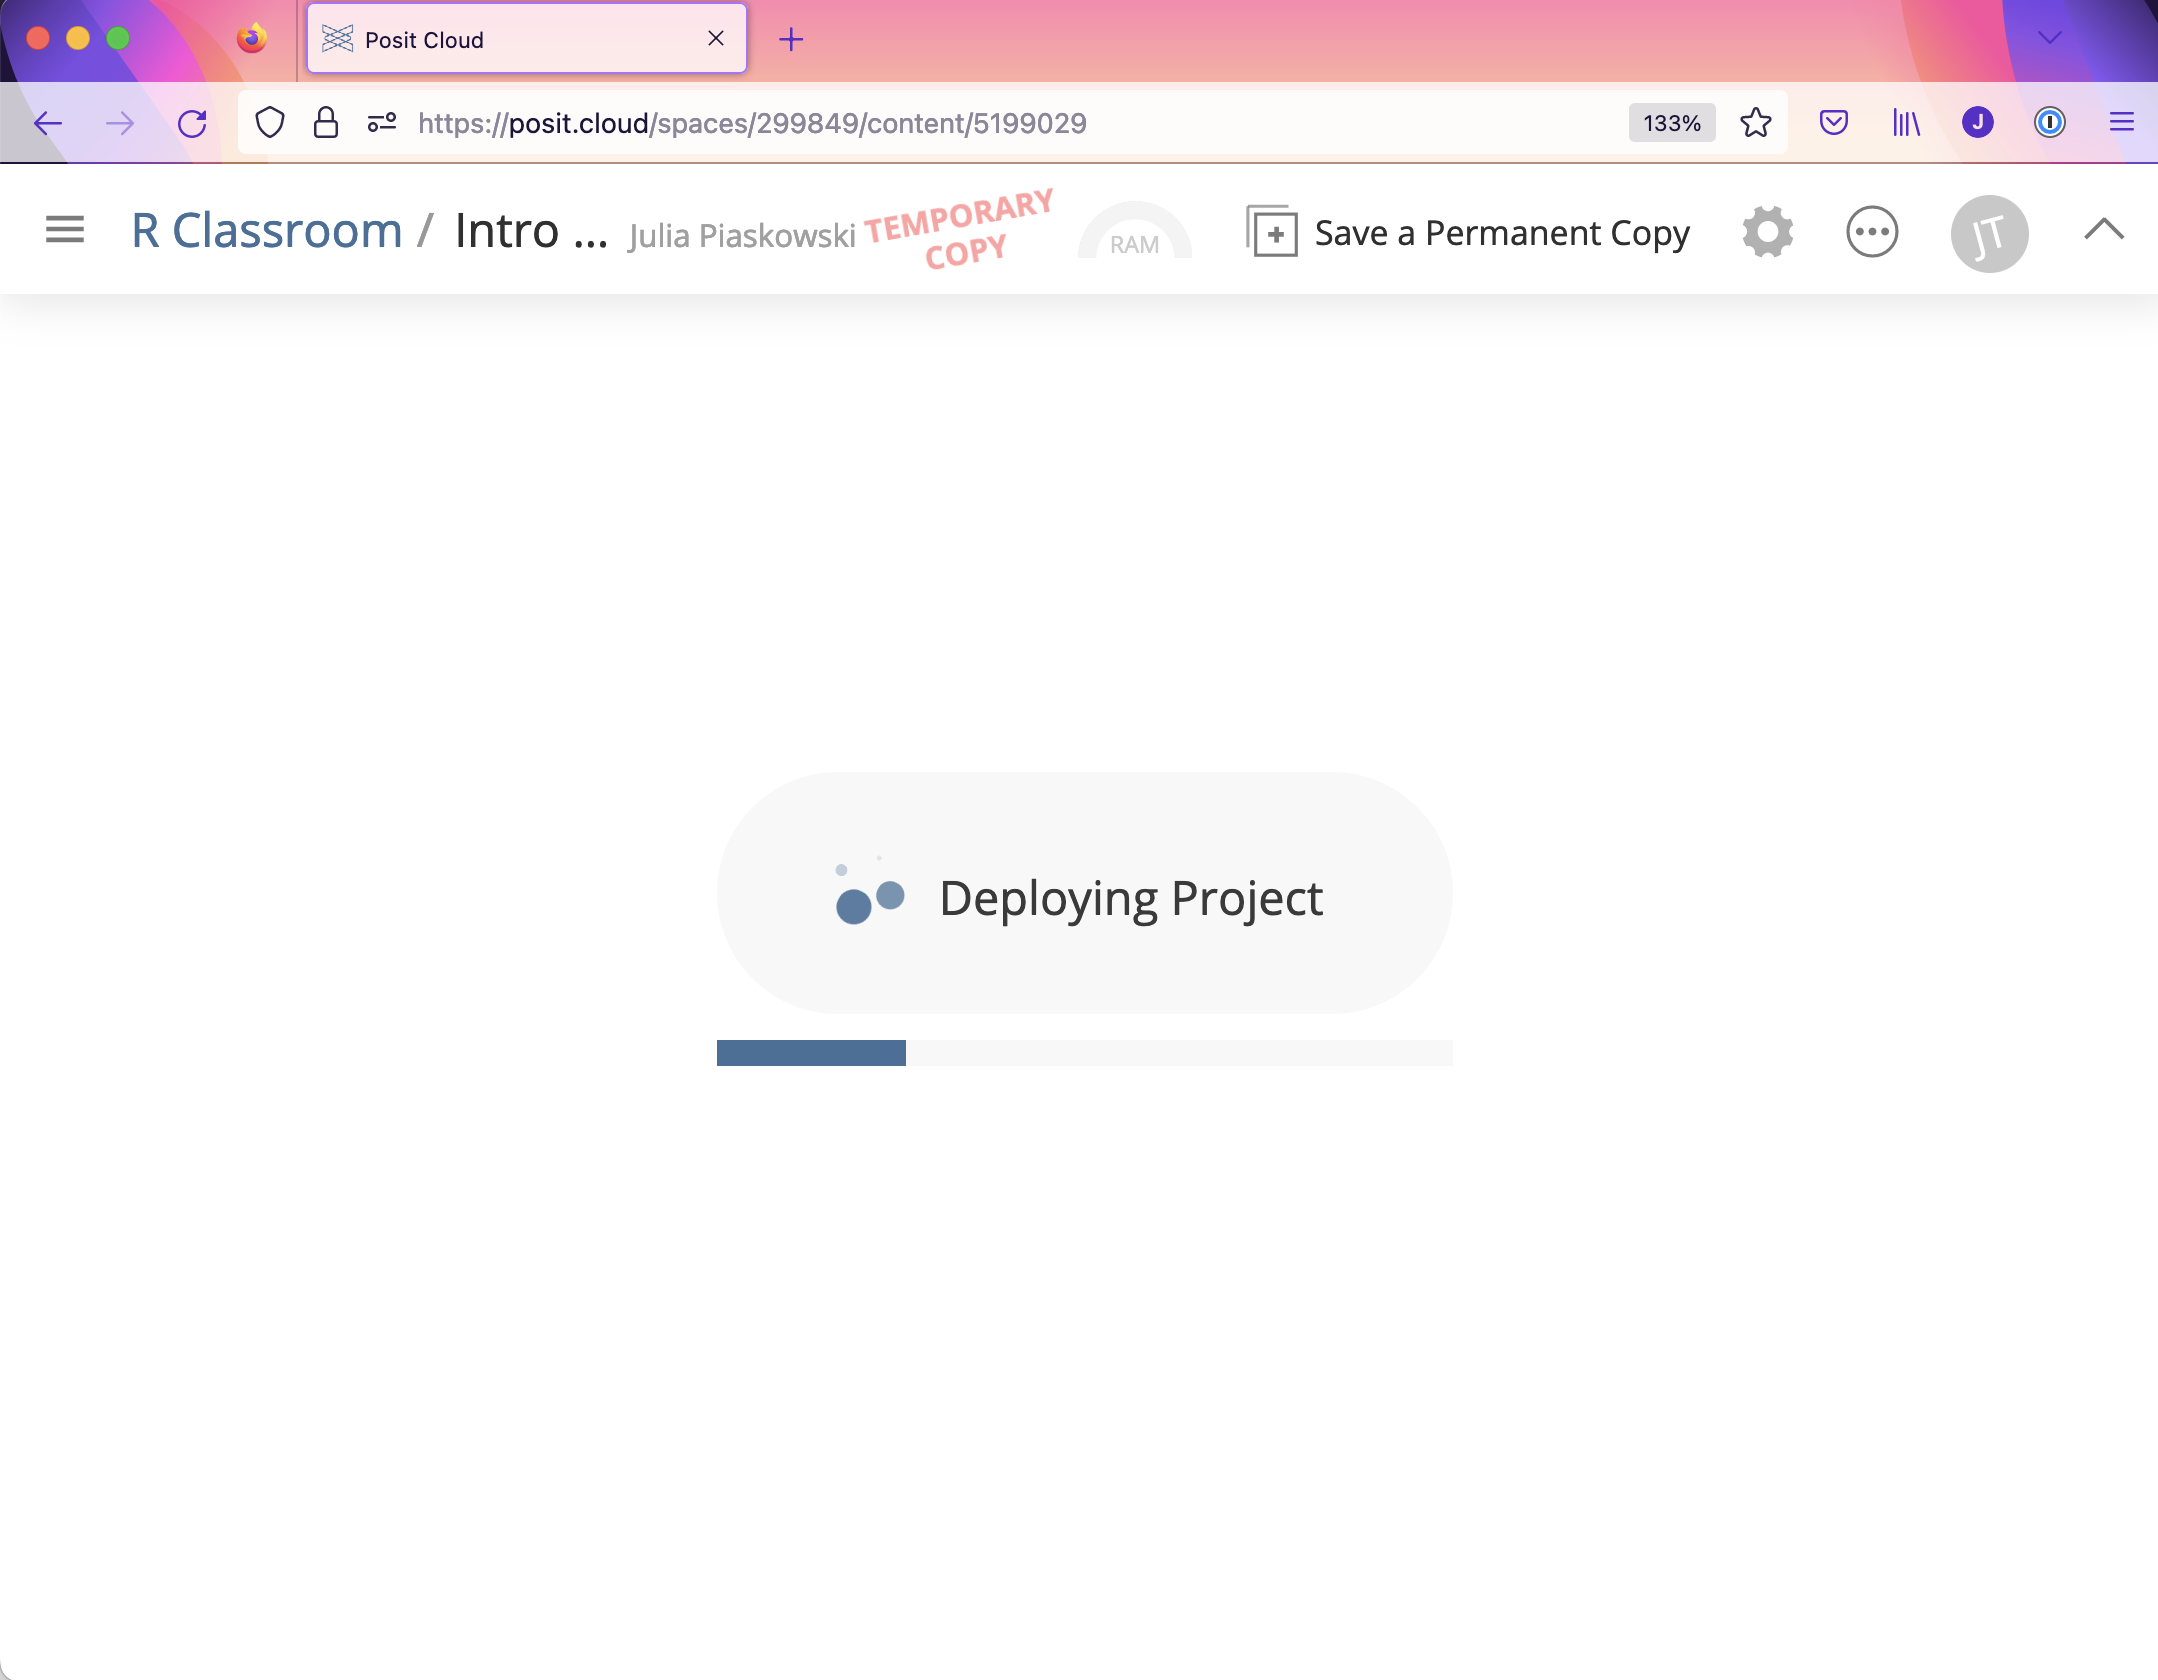 Posit Cloud
https://posit.cloud/spaces/299849/content/5199029
133%
J
R Classroom / Intro ...
Julia Piaskowski
TEMPORARY
COPY
RAM
Save a Permanent Copy
JT
Deploying Project